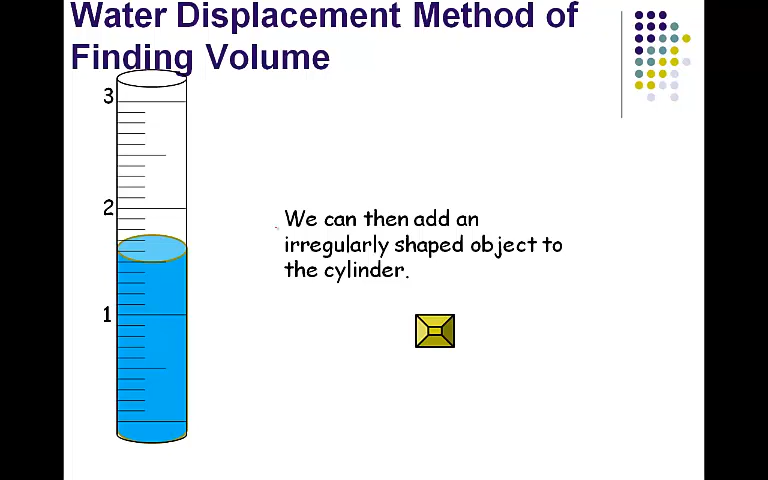 Water Displacement Method of
Finding Volume
3
2
1
We can then add an
irregularly shaped object to
the cylinder.